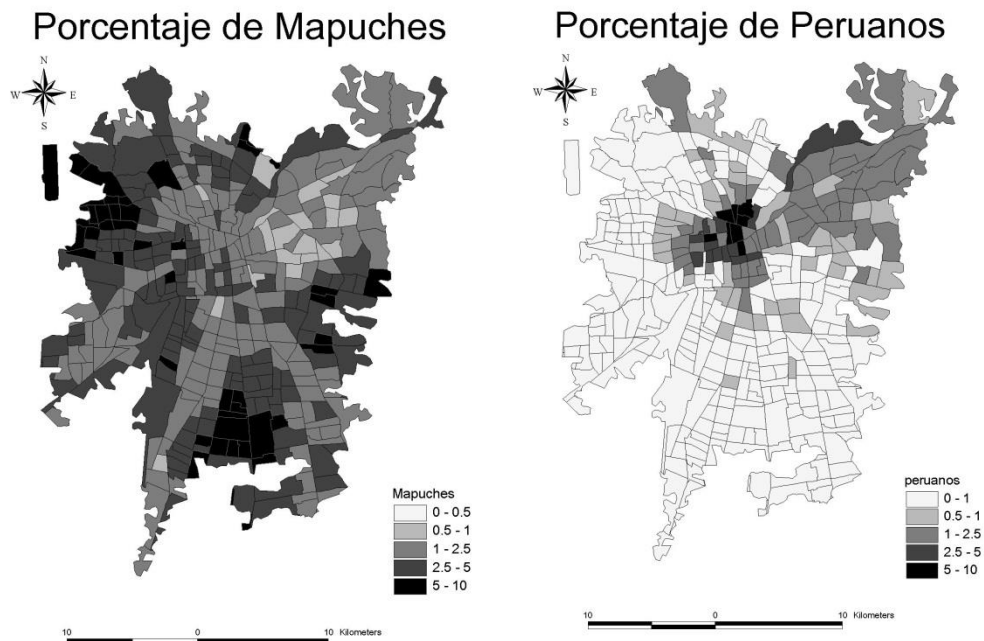 Porcentaje de Mapuches
N
W E
S
Mapuches
0 - 0.5
0.5 - 1
1 - 2.5
2.5 - 5
5 - 10
10 0 10 Kilometers
Porcentaje de Peruanos
N
W E
S
peruanos
0 - 1
0.5 - 1
1 - 2.5
2.5 - 5
5 - 10
10 0 10
Kilometers